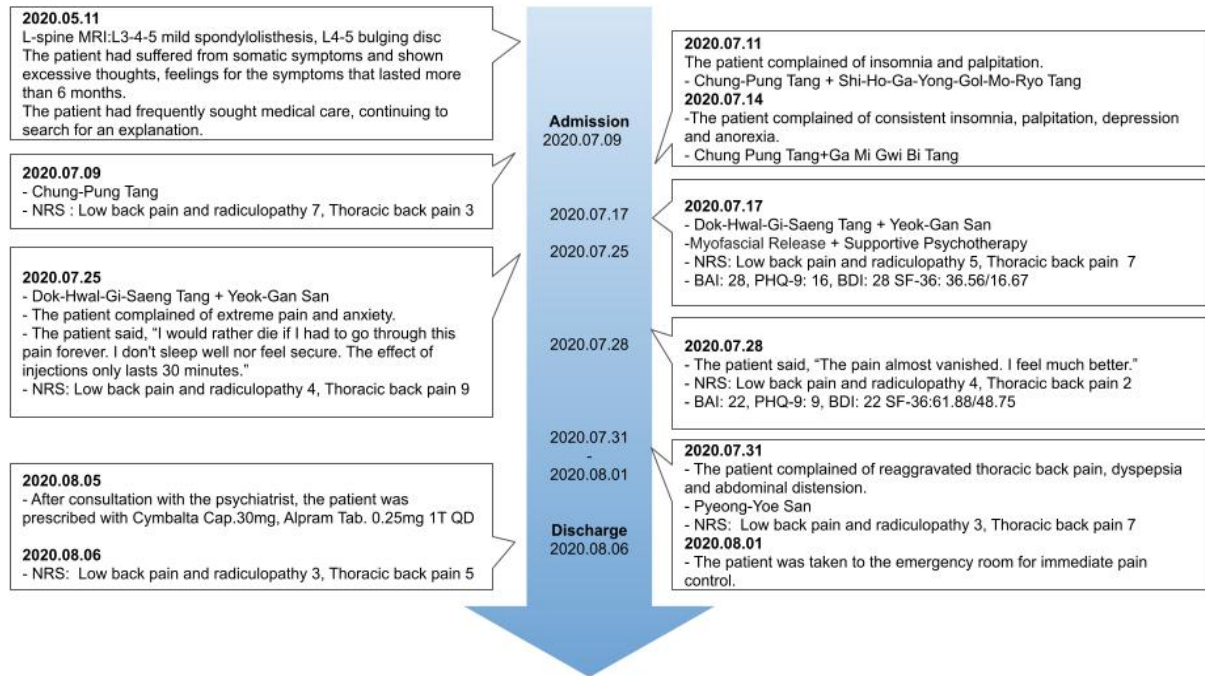 2020.05.11
L-spine MRI:L3-4-5 mild spondylolisthesis, L4-5 bulging disc
The patient had suffered from somatic symptoms and shown
excessive thoughts, feelings for the symptoms that lasted more
than 6 months.
The patient had frequently sought medical care, continuing to
search for an explanation.
Admission
2020.07.09
2020.07.09
- Chung-Pung Tang
- NRS : Low back pain and radiculopathy 7, Thoracic back pain 3
2020.07.11
The patient complained of insomnia and palpitation.
- Chung-Pung Tang + Shi-Ho-Ga-Yong-Gol-Mo-Ryo Tang
2020.07.14
-The patient complained of consistent insomnia, palpitation, depression
and anorexia.
- Chung Pung Tang+Ga Mi Gwi Bi Tang
2020.07.17
2020.07.17
- Dok-Hwal-Gi-Saeng Tang + Yeok-Gan San
-Myofascial Release + Supportive Psychotherapy
- NRS: Low back pain and radiculopathy 5, Thoracic back pain 7
- BAI: 28, PHQ-9: 16, BDI: 28 SF-36: 36.56/16.67
2020.07.25
2020.07.25
- Dok-Hwal-Gi-Saeng Tang + Yeok-Gan San
- The patient complained of extreme pain and anxiety.
- The patient said, “I would rather die if I had to go through this
pain forever. I don't sleep well nor feel secure. The effect of
injections only lasts 30 minutes.”
- NRS: Low back pain and radiculopathy 4, Thoracic back pain 9
2020.07.28
2020.07.28
- The patient said, “The pain almost vanished. I feel much better.”
- NRS: Low back pain and radiculopathy 4, Thoracic back pain 2
- BAI: 22, PHQ-9: 9, BDI: 22 SF-36:61.88/48.75
2020.07.31
-
2020.08.01
2020.07.31
- The patient complained of reaggravated thoracic back pain, dyspepsia
and abdominal distension.
- Pyeong-Yoe San
- NRS: Low back pain and radiculopathy 3, Thoracic back pain 7
2020.08.01
- The patient was taken to the emergency room for immediate pain
control.
2020.08.05
- After consultation with the psychiatrist, the patient was
prescribed with Cymbalta Cap.30mg, Alpram Tab. 0.25mg 1T QD
2020.08.06
- NRS: Low back pain and radiculopathy 3, Thoracic back pain 5
Discharge
2020.08.06